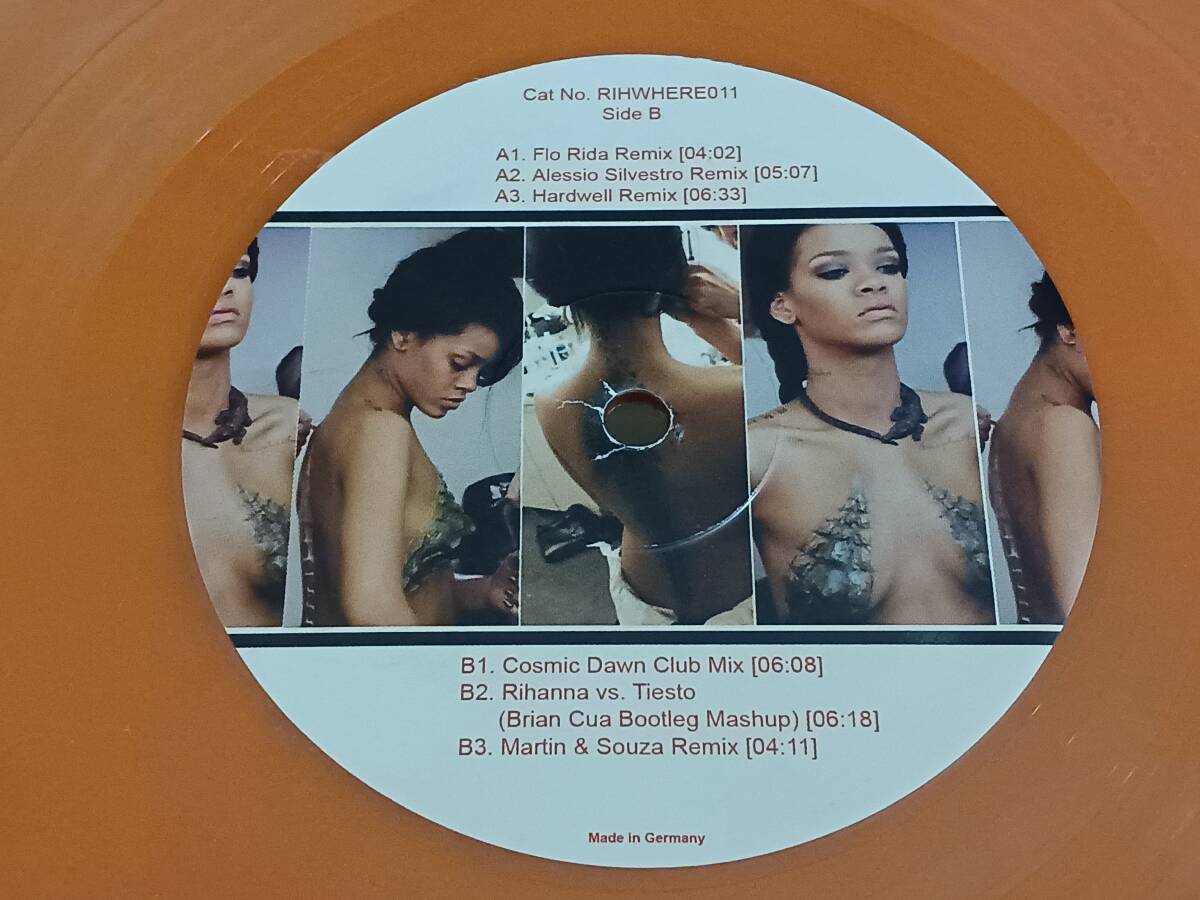 Cat No. RIHWHERE011
Side B
A1. Flo Rida Remix [04:02]
A2. Alessio Silvestro Remix [05:07]
A3. Hardwell Remix [06:33]
B1. Cosmic Dawn Club Mix [06:08]
B2. Rihanna vs. Tiesto
(Brian Cua Bootleg Mashup) [06:18]
B3. Martin & Souza Remix [04:11]
Made in Germany